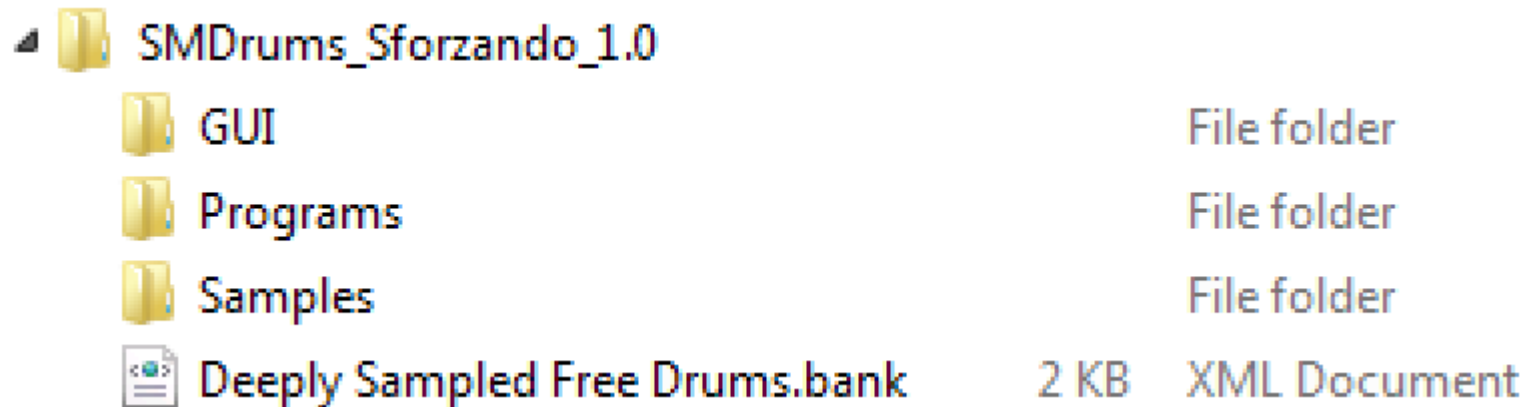 SMDrums_Sforzando_1.0
GUI File folder
Programs File folder
Samples File folder
Deeply Sampled Free Drums.bank 2 KB XML Document